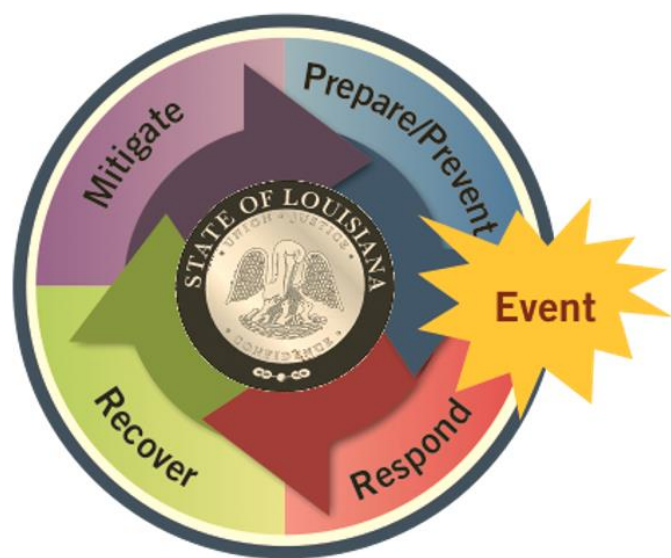 Mitigate
Prepare/Prevent
Event
Respond
Recover
STATE OF LOUISIANA
UNION · JUSTICE
· CONFIDENCE ·